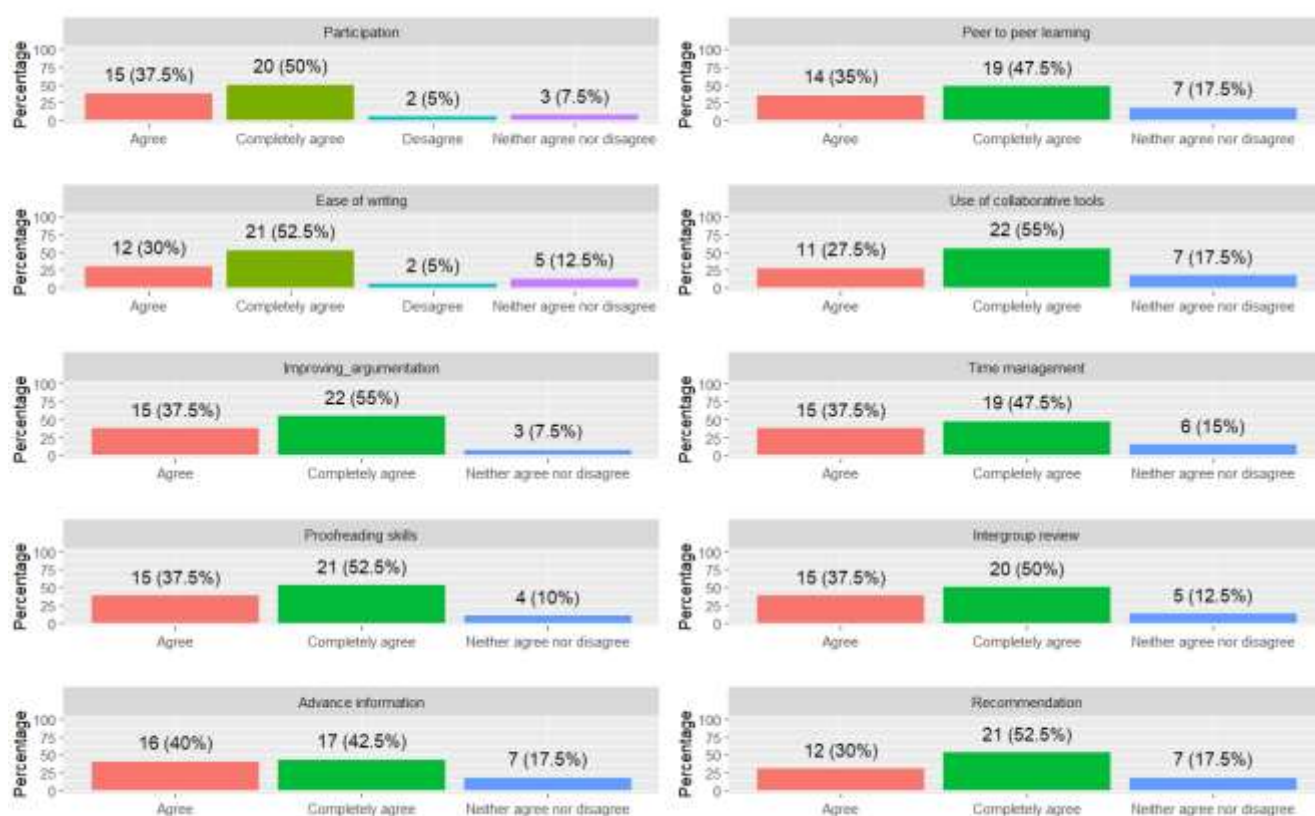 Participation
Percentage
100
75
50
25
0
15 (37.5%)
20 (50%)
2 (5%)
3 (7.5%)
Agree
Completely agree
Desagree
Neither agree nor disagree
Peer to peer learning
Percentage
100
75
50
25
0
14 (35%)
19 (47.5%)
7 (17.5%)
Agree
Completely agree
Neither agree nor disagree
Ease of writing
Percentage
100
75
50
25
0
12 (30%)
21 (52.5%)
2 (5%)
5 (12.5%)
Agree
Completely agree
Desagree
Neither agree nor disagree
Use of collaborative tools
Percentage
100
75
50
25
0
11 (27.5%)
22 (55%)
7 (17.5%)
Agree
Completely agree
Neither agree nor disagree
Improving_argumentation
Percentage
100
75
50
25
0
15 (37.5%)
22 (55%)
3 (7.5%)
Agree
Completely agree
Neither agree nor disagree
Time management
Percentage
100
75
50
25
0
15 (37.5%)
19 (47.5%)
6 (15%)
Agree
Completely agree
Neither agree nor disagree
Proofreading skills
Percentage
100
75
50
25
0
15 (37.5%)
21 (52.5%)
4 (10%)
Agree
Completely agree
Neither agree nor disagree
Intergroup review
Percentage
100
75
50
25
0
15 (37.5%)
20 (50%)
5 (12.5%)
Agree
Completely agree
Neither agree nor disagree
Advance information
Percentage
100
75
50
25
0
16 (40%)
17 (42.5%)
7 (17.5%)
Agree
Completely agree
Neither agree nor disagree
Recommendation
Percentage
100
75
50
25
0
12 (30%)
21 (52.5%)
7 (17.5%)
Agree
Completely agree
Neither agree nor disagree